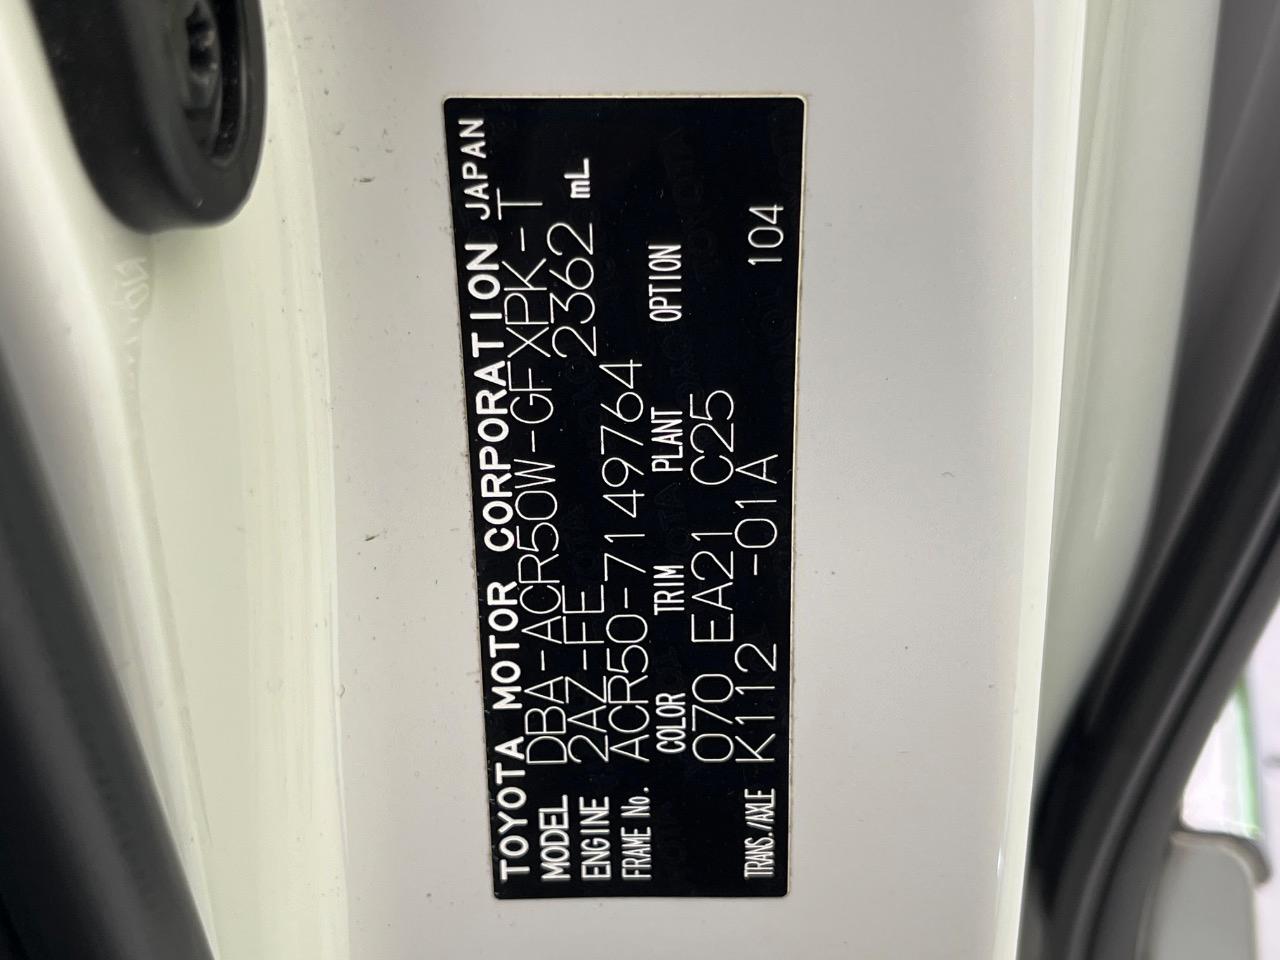 TOYOTA MOTOR CORPORATION JAPAN
MODEL DBA-ACR50W-GFXPK-T
ENGINE 2AZ-FE 2362 mL
FRAME No. ACR50-7149764
COLOR TRIM PLANT OPTION
070 EA21 C25
TRANS./AXLE K112 -01A 104